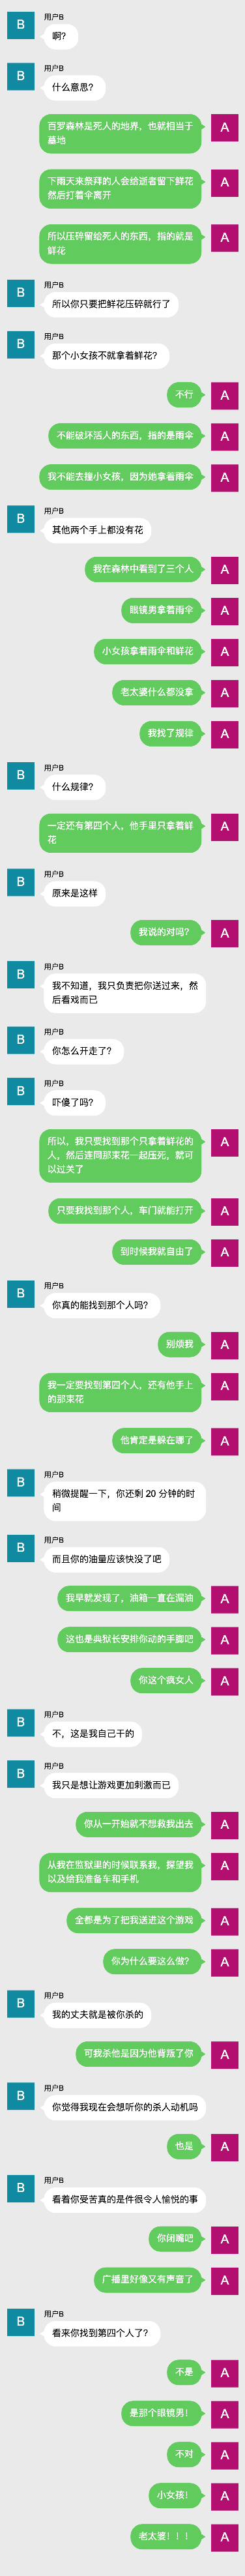 B
用户B
啊?
B
用户B
什么意思?
百罗森林是死人的地界,也就相当于
墓地
A
下雨天来祭拜的人会给逝者留下鲜花
然后打着伞离开
A
所以压碎留给死人的东西,指的就是
鲜花
A
B
用户B
所以你只要把鲜花压碎就行了
B
用户B
那个小女孩不就拿着鲜花?
不行
A
不能破坏活人的东西,指的是雨伞
A
我不能去撞小女孩,因为她拿着雨伞
A
B
用户B
其他两个手上都没有花
我在森林中看到了三个人
A
眼镜男拿着雨伞
A
小女孩拿着雨伞和鲜花
A
老太婆什么都没拿
A
我找了规律
A
B
用户B
什么规律?
一定还有第四个人,他手里只拿着鲜
花
A
B
用户B
原来是这样
我说的对吗?
A
B
用户B
我不知道,我只负责把你送过来,然
后看戏而已
B
用户B
你怎么开走了?
B
用户B
吓傻了吗?
所以,我只要找到那个只拿着鲜花的
人,然后连同那束花一起压死,就可
以过关了
A
只要我找到那个人,车门就能打开
A
到时候我就自由了
A
B
用户B
你真的能找到那个人吗?
别烦我
A
我一定要找到第四个人,还有他手上
的那束花
A
他肯定是躲在哪了
A
B
用户B
稍微提醒一下,你还剩 20 分钟的时
间
B
用户B
而且你的油量应该快没了吧
我早就发现了,油箱一直在漏油
A
这也是典狱长安排你动的手脚吧
A
你这个疯女人
A
B
用户B
不,这是我自己干的
B
用户B
我只是想让游戏更加刺激而已
你从一开始就不想救我出去
A
从我在监狱里的时候联系我,探望我
以及给我准备车和手机
A
全都是为了把我送进这个游戏
A
你为什么要这么做?
A
B
用户B
我的丈夫就是被你杀的
可我杀他是因为他背叛了你
A
B
用户B
你觉得我现在会想听你的杀人动机吗
也是
A
B
用户B
看着你受苦真的是件很令人愉悦的事
你闭嘴吧
A
广播里好像又有声音了
A
B
用户B
看来你找到第四个人了?
不是
A
是那个眼镜男!
A
不对
A
小女孩!
A
老太婆!!!
A